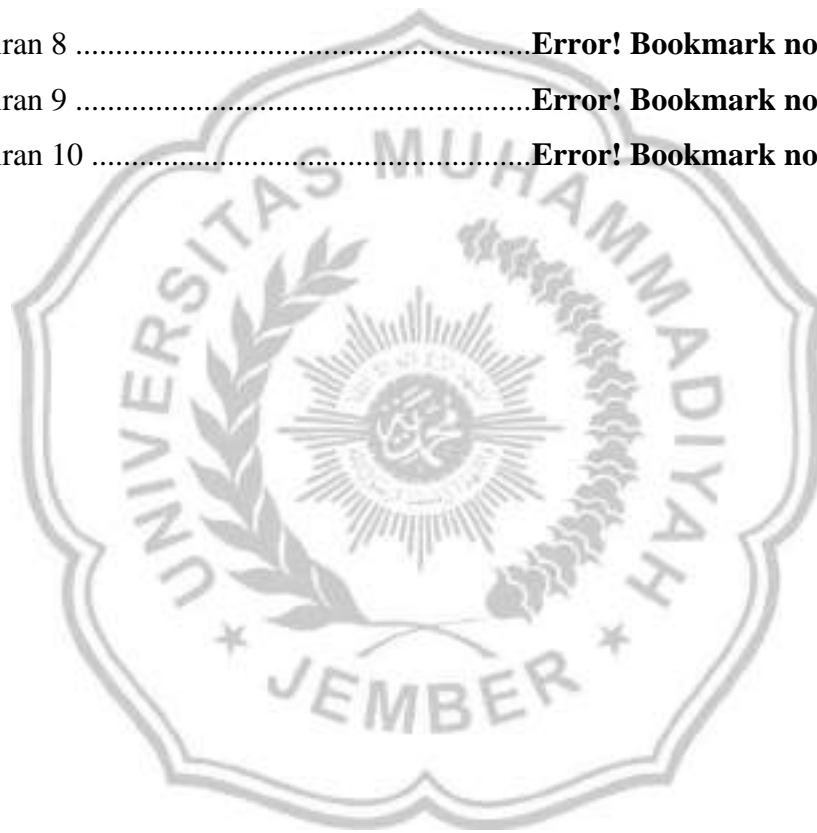 ran 8 ..........................................................Error! Bookmark no
ran 9 ..........................................................Error! Bookmark no
ran 10 ........................................................Error! Bookmark no
UNIVERSITAS MUHAMMADIYAH
JEMBER